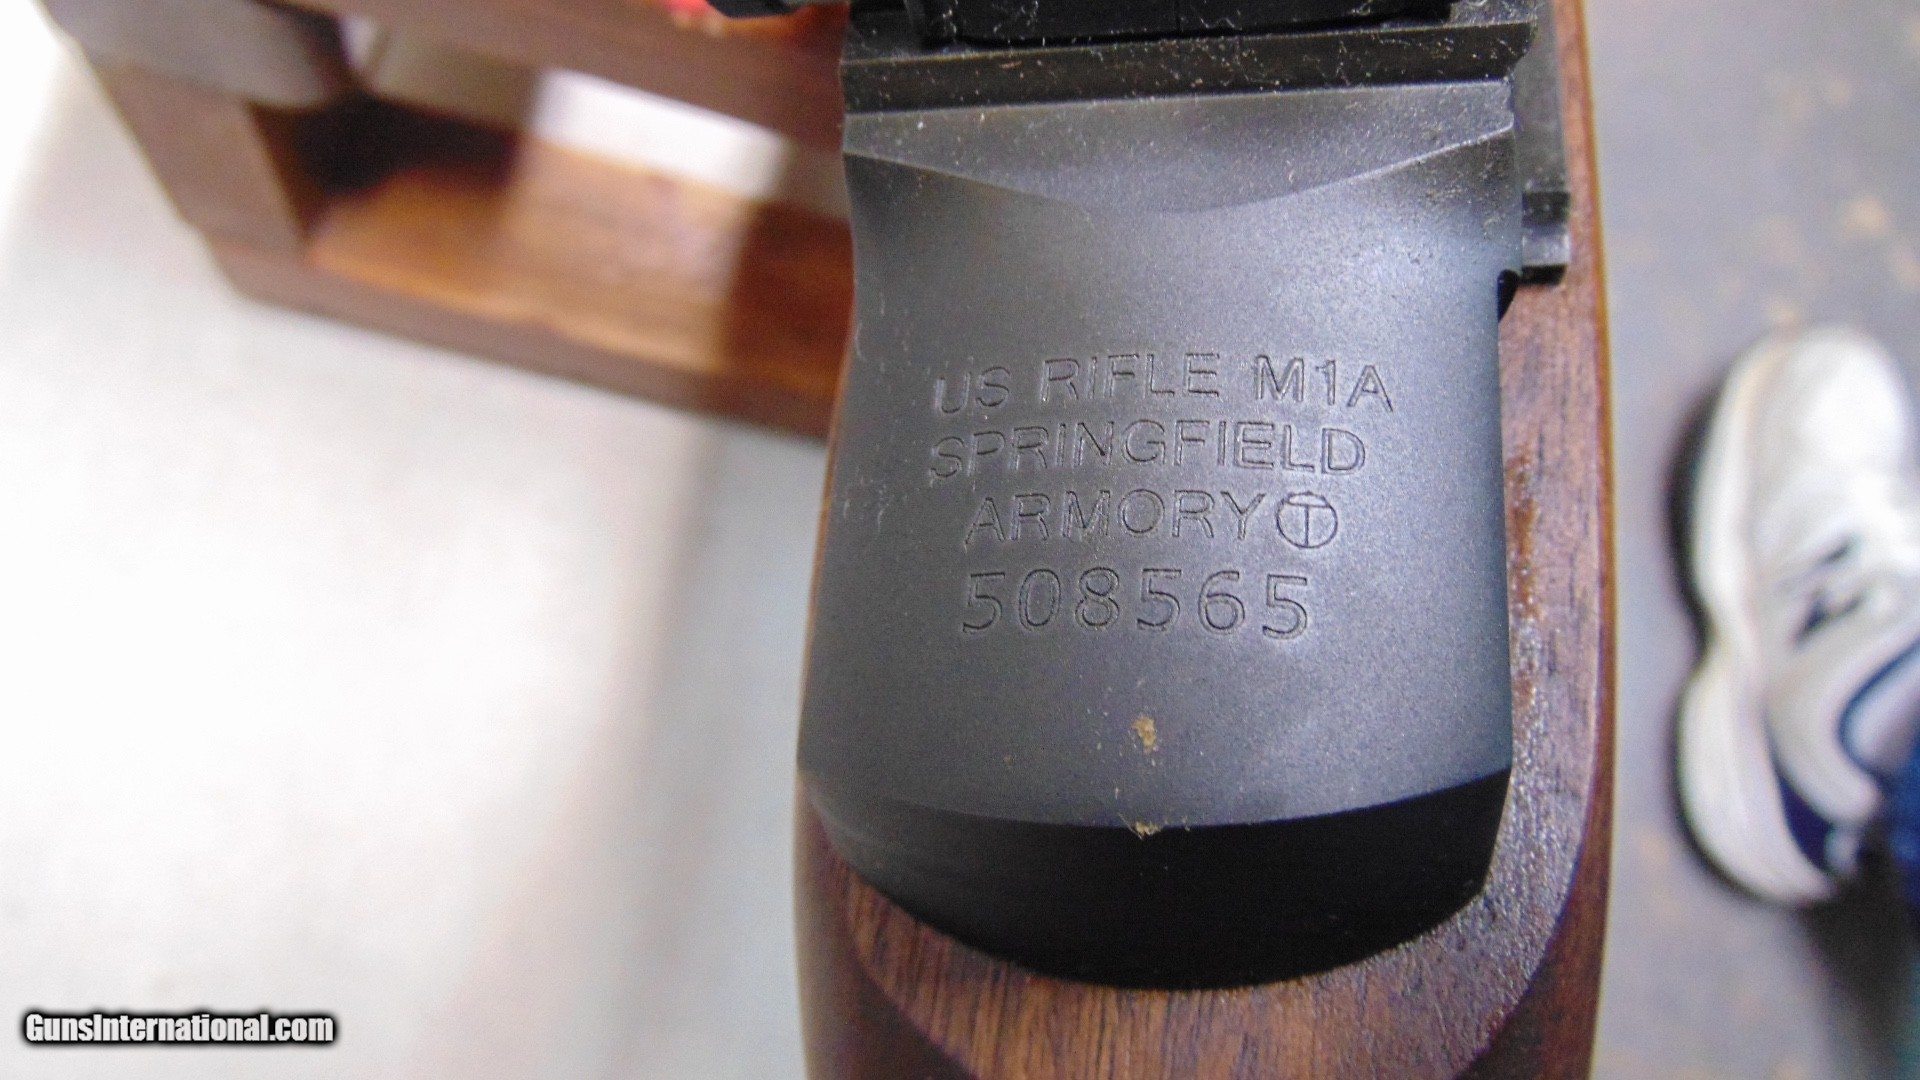 US RIFLE M1A
SPRINGFIELD
ARMORY Ⓣ
508565
GunsInternational.com